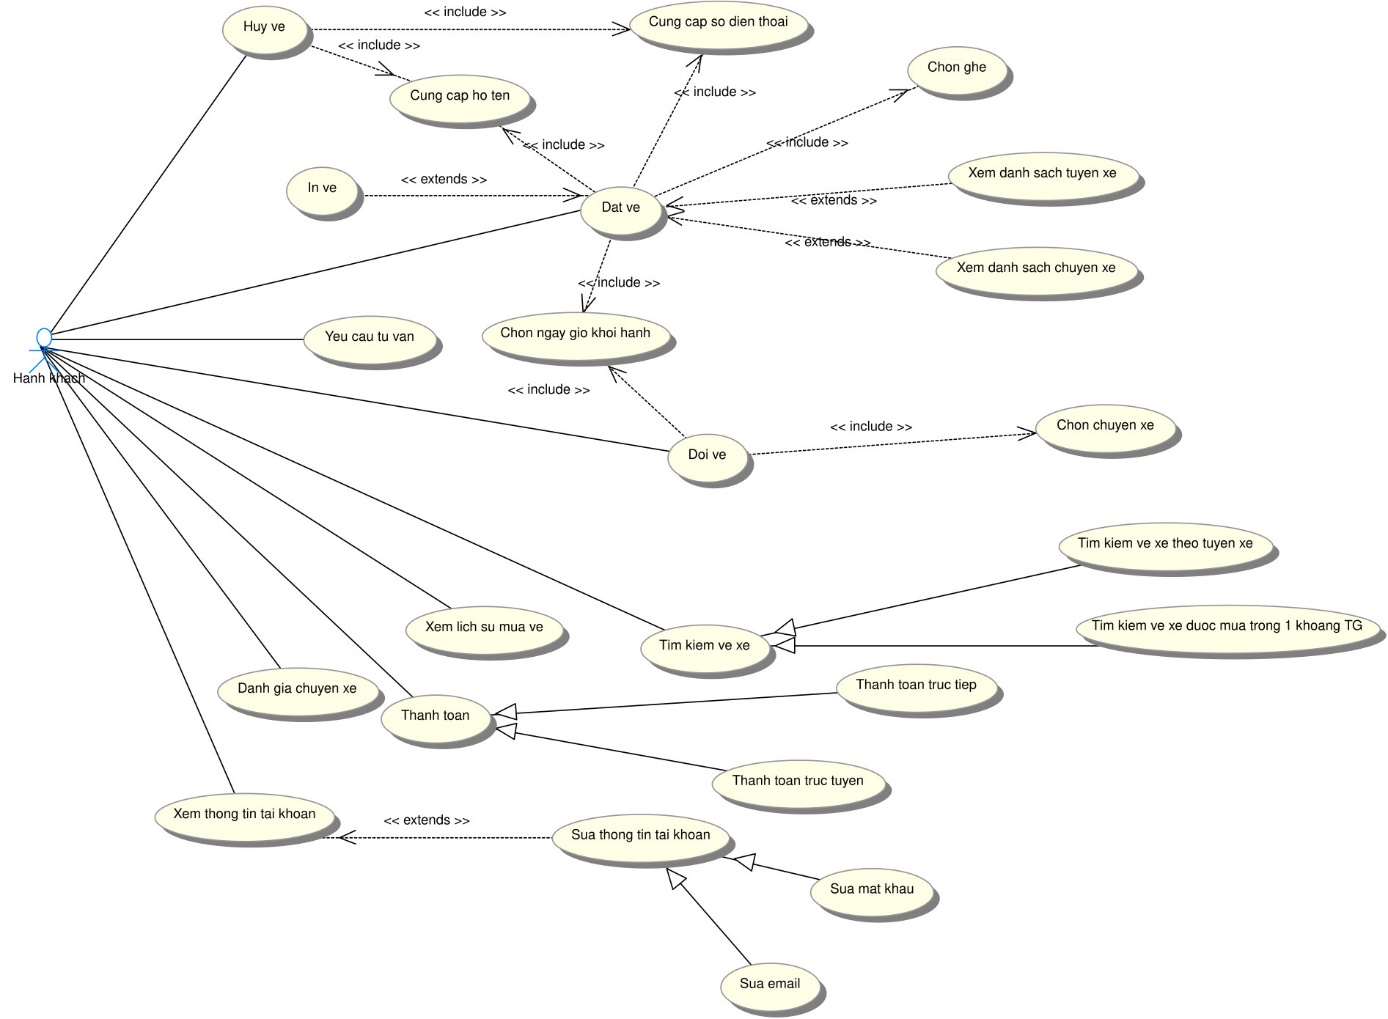 Huy ve
<< include >>
Cung cap so dien thoai
<< include >>
Cung cap ho ten
<< include >>
Chon ghe
<< include >>
<< include >>
In ve
<< extends >>
Dat ve
Xem danh sach tuyen xe
<< extends >>
<< extends >>
Xem danh sach chuyen xe
<< include >>
Chon ngay gio khoi hanh
Yeu cau tu van
Hanh khach
<< include >>
Doi ve
<< include >>
Chon chuyen xe
Tim kiem ve xe theo tuyen xe
Xem lich su mua ve
Tim kiem ve xe
Tim kiem ve xe duoc mua trong 1 khoang TG
Danh gia chuyen xe
Thanh toan
Thanh toan truc tiep
Thanh toan truc tuyen
Xem thong tin tai khoan
<< extends >>
Sua thong tin tai khoan
Sua mat khau
Sua email